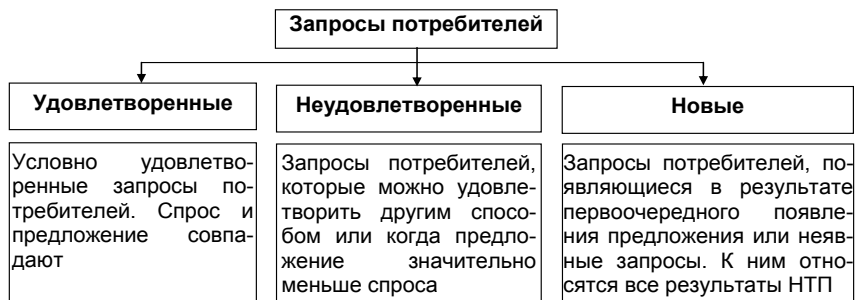 Запросы потребителей
Удовлетворенные
Неудовлетворенные
Новые
Условно удовлетво-
ренные запросы по-
требителей. Спрос и
предложение совпа-
дают
Запросы потребителей,
которые можно удовле-
творить другим спосо-
бом или когда предло-
жение значительно
меньше спроса
Запросы потребителей, по-
являющиеся в результате
первоочередного появле-
ния предложения или неяв-
ные запросы. К ним отно-
сятся все результаты НТП